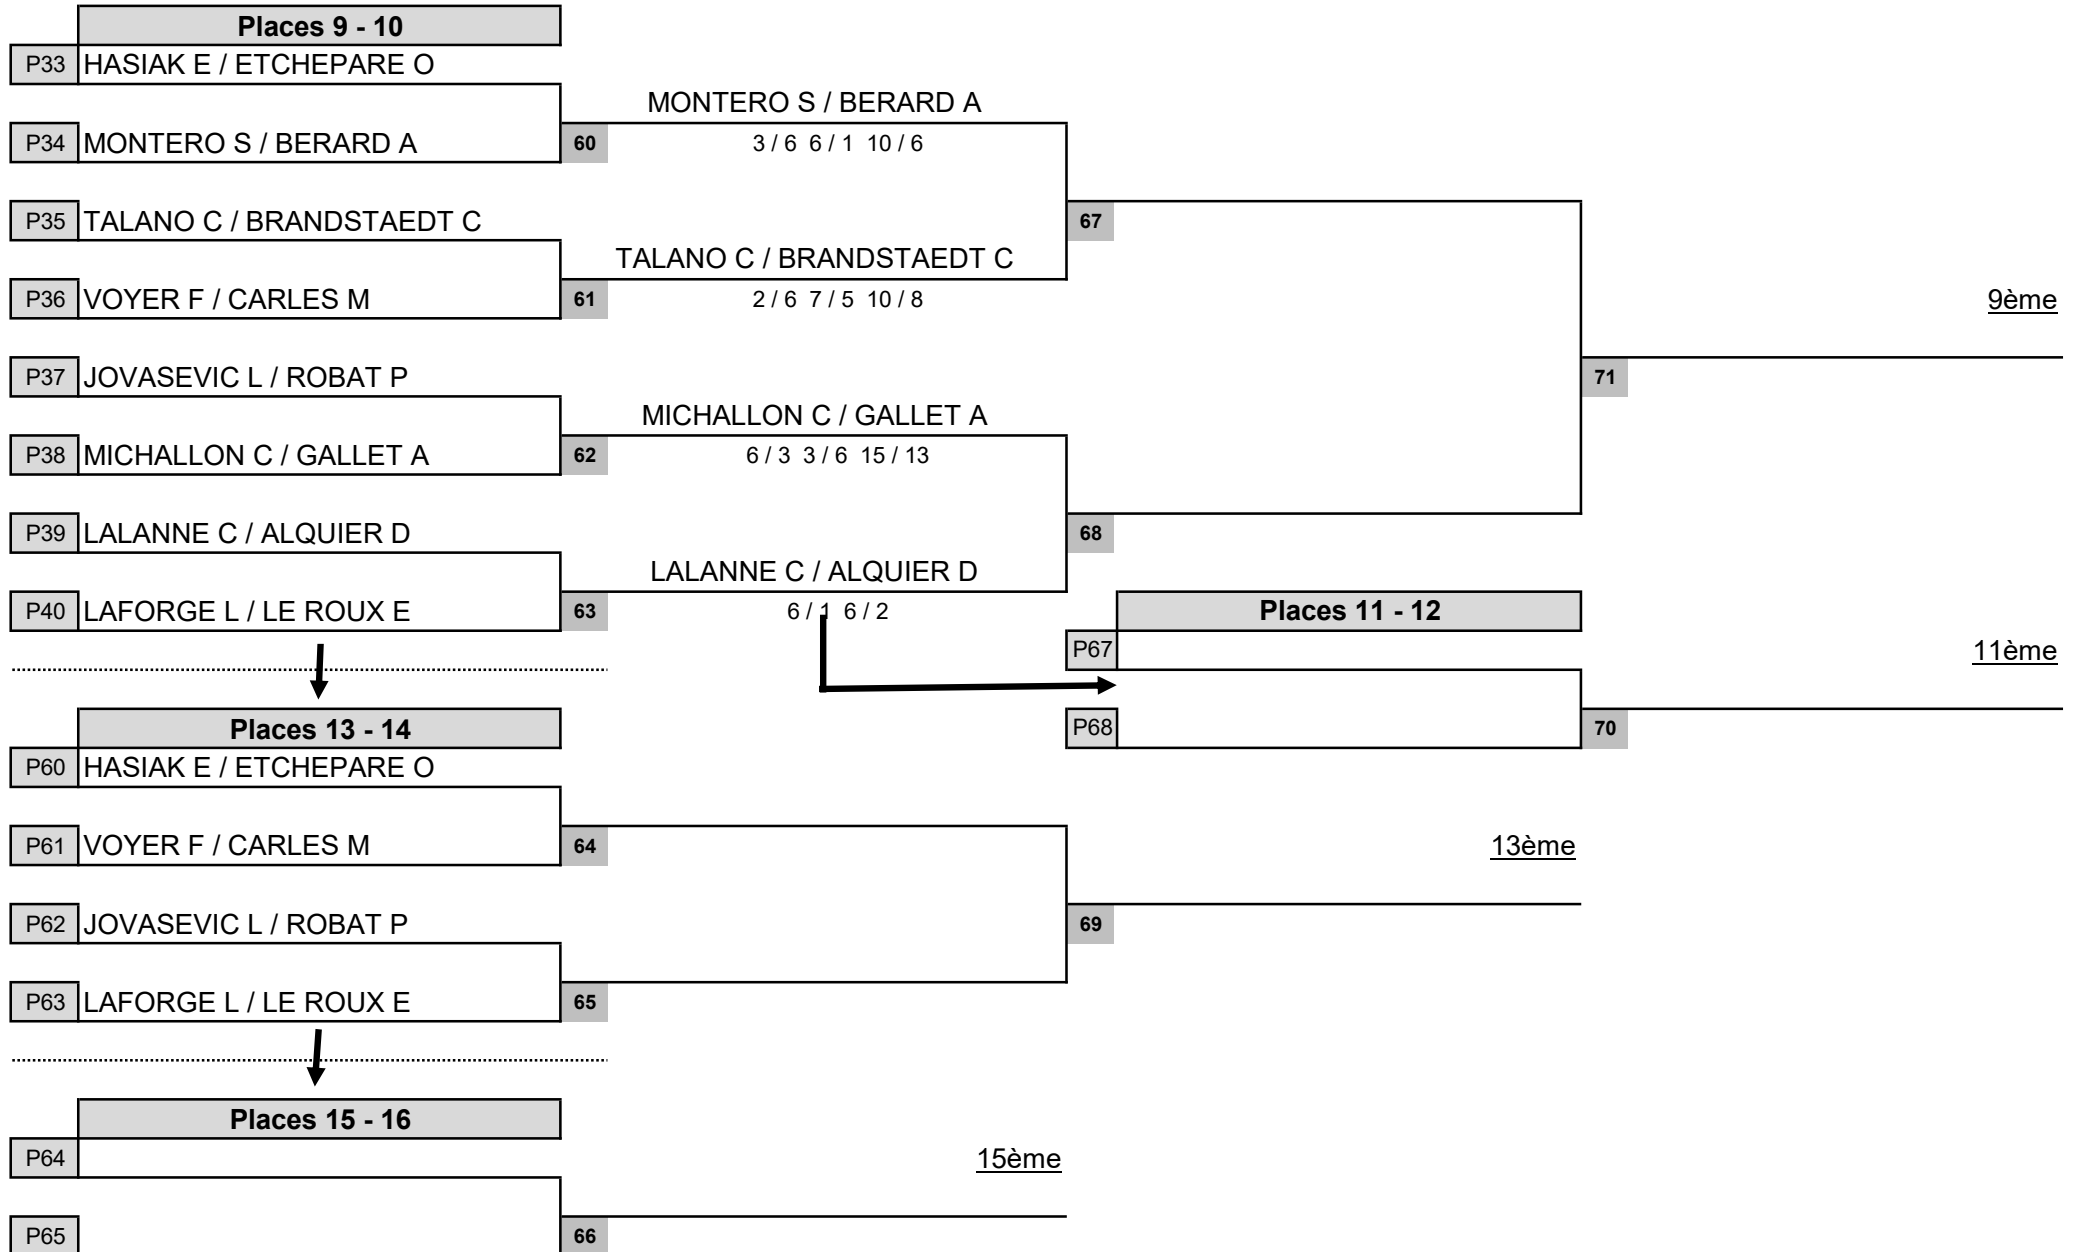 Places 9 - 10
P33 HASIAK E / ETCHEPARE O
MONTERO S / BERARD A
P34 MONTERO S / BERARD A 60 3 / 6 6 / 1 10 / 6
P35 TALANO C / BRANDSTAEDT C 67
TALANO C / BRANDSTAEDT C
P36 VOYER F / CARLES M 61 2 / 6 7 / 5 10 / 8 9ème
P37 JOVASEVIC L / ROBAT P 71
MICHALLON C / GALLET A
P38 MICHALLON C / GALLET A 62 6 / 3 3 / 6 15 / 13
P39 LALANNE C / ALQUIER D 68
LALANNE C / ALQUIER D
P40 LAFORGE L / LE ROUX E 63 6 / 1 6 / 2 Places 11 - 12
P67 11ème
Places 13 - 14 P68 70
P60 HASIAK E / ETCHEPARE O
P61 VOYER F / CARLES M 64 13ème
P62 JOVASEVIC L / ROBAT P 69
P63 LAFORGE L / LE ROUX E 65
Places 15 - 16
P64 15ème
P65 66